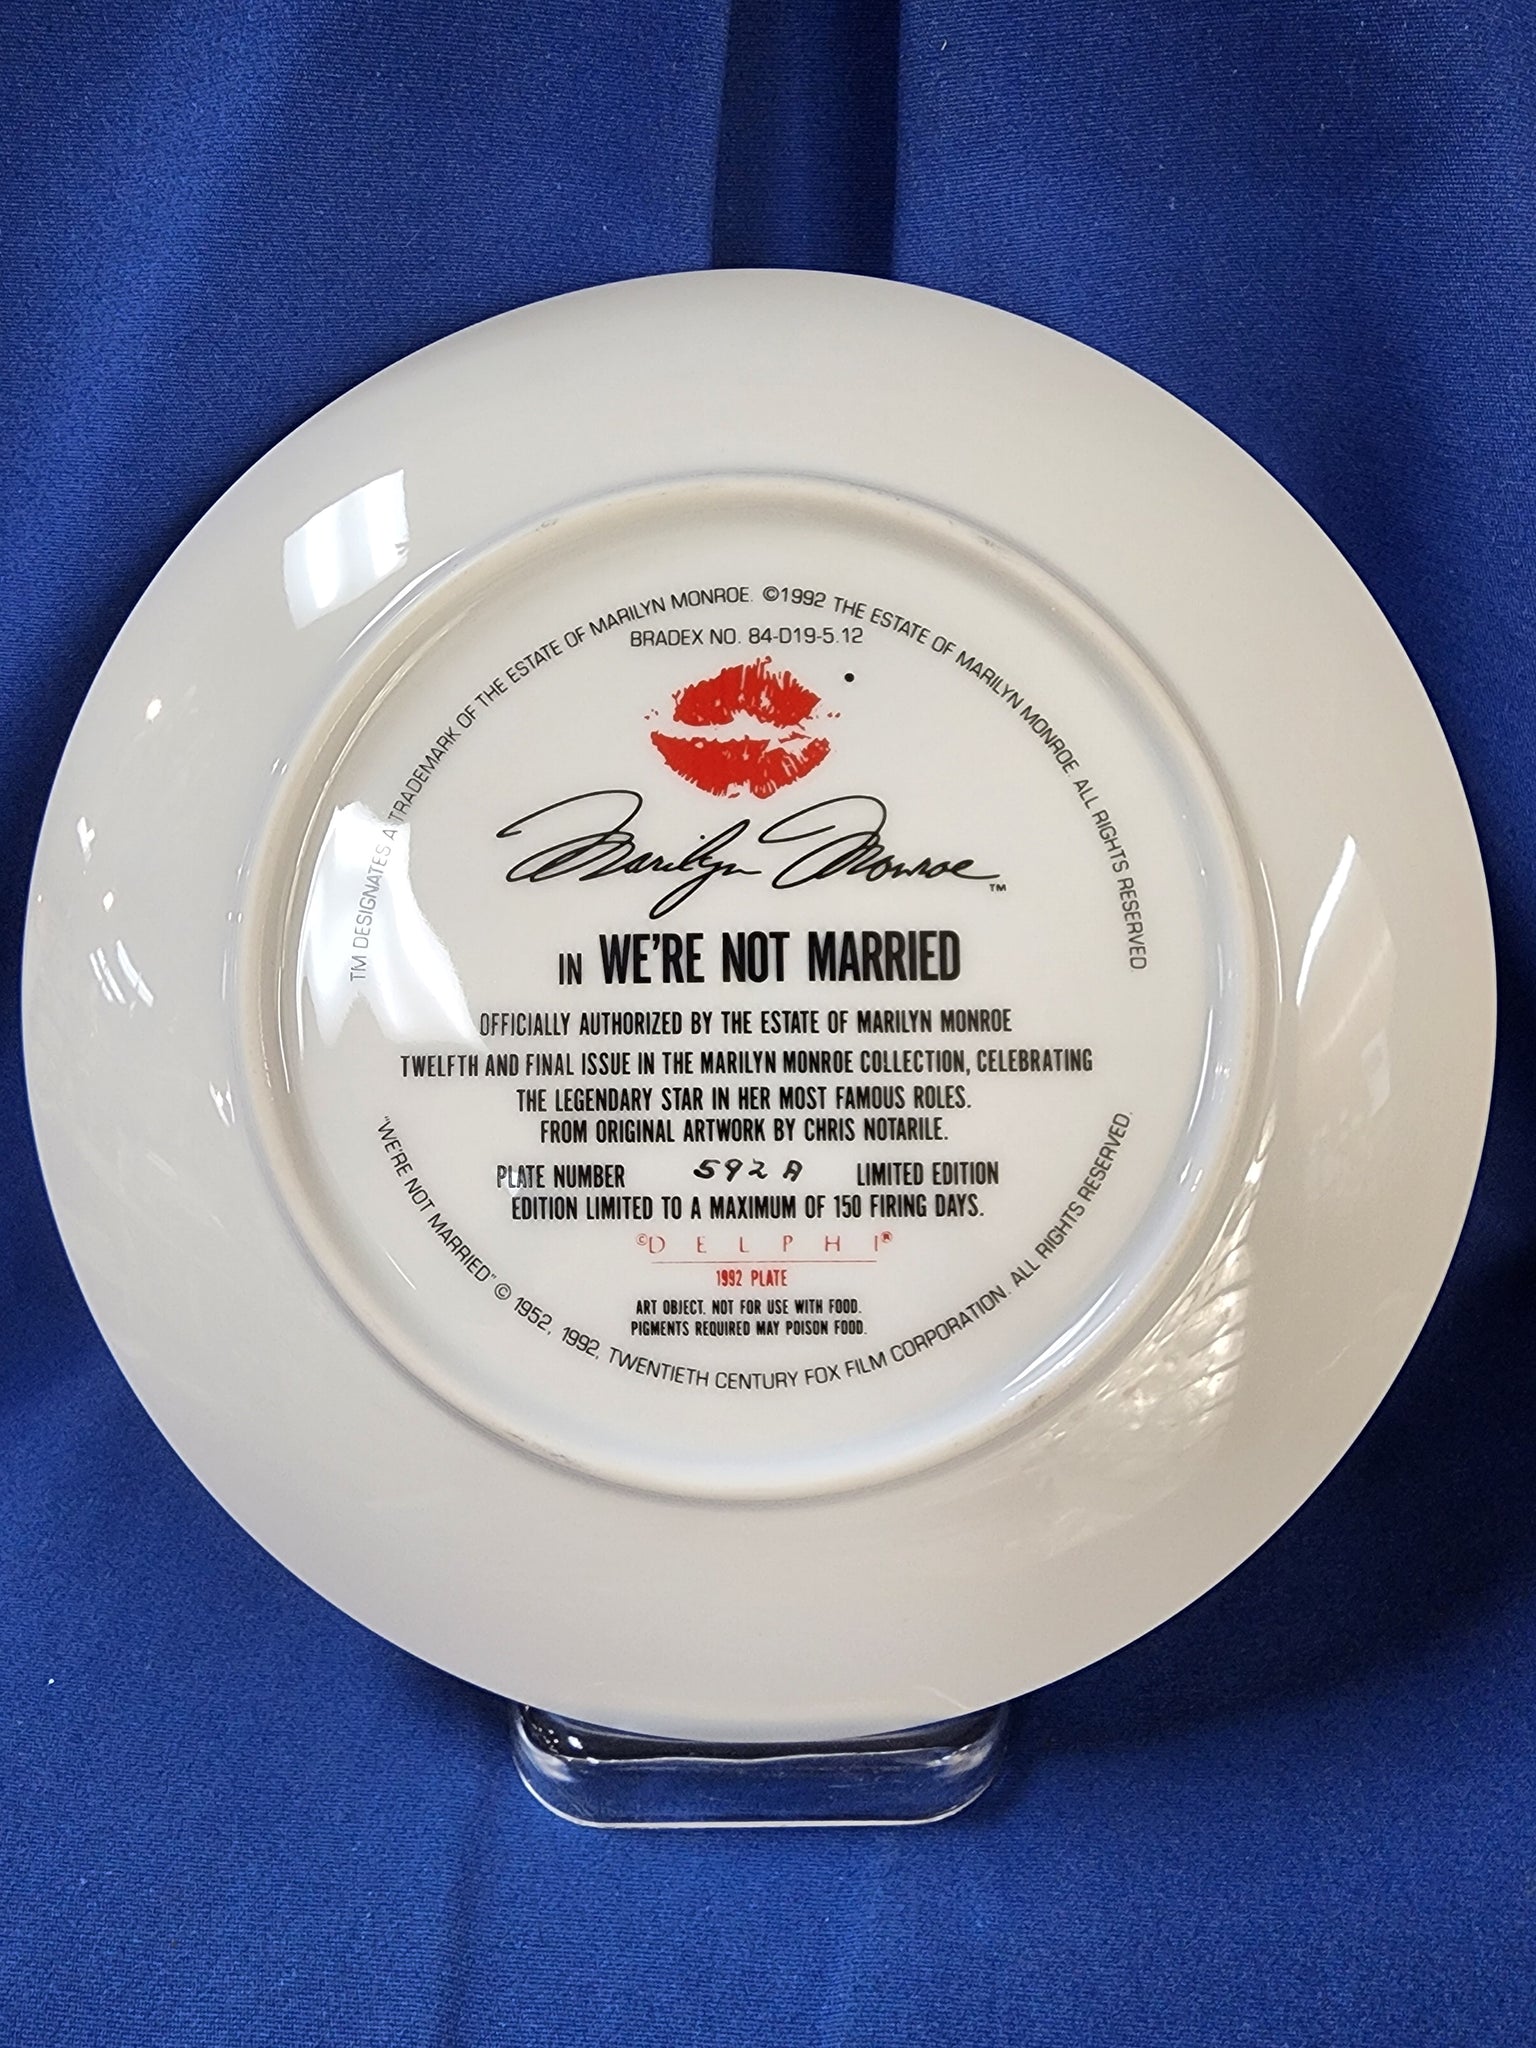 TM DESIGNATES A TRADEMARK OF THE ESTATE OF MARILYN MONROE. ©1992 THE ESTATE OF MARILYN MONROE. ALL RIGHTS RESERVED
BRADEX NO. 84-D19-5.12
Marilyn Monroe™
IN WE'RE NOT MARRIED
OFFICIALLY AUTHORIZED BY THE ESTATE OF MARILYN MONROE
TWELFTH AND FINAL ISSUE IN THE MARILYN MONROE COLLECTION, CELEBRATING
THE LEGENDARY STAR IN HER MOST FAMOUS ROLES.
FROM ORIGINAL ARTWORK BY CHRIS NOTARILE.
PLATE NUMBER 592A LIMITED EDITION
EDITION LIMITED TO A MAXIMUM OF 150 FIRING DAYS.
©DELPHI®
1992 PLATE
ART OBJECT. NOT FOR USE WITH FOOD.
PIGMENTS REQUIRED MAY POISON FOOD.
"WE'RE NOT MARRIED" © 1952, 1992, TWENTIETH CENTURY FOX FILM CORPORATION. ALL RIGHTS RESERVED.